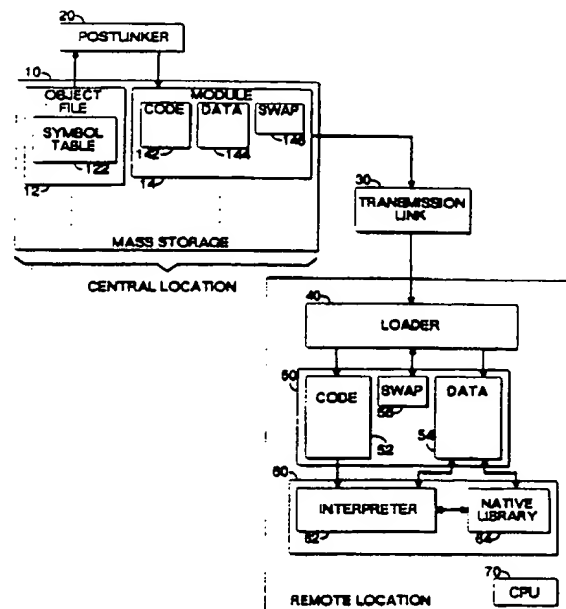 20
POSTLINKER
10
OBJECT
FILE
SYMBOL
TABLE
122
12
MODULE
CODE
142
DATA
144
SWAP
146
14
MASS STORAGE
CENTRAL LOCATION
30
TRANSMISSION
LINK
40
LOADER
50
CODE
52
SWAP
56
DATA
54
60
INTERPRETER
62
NATIVE
LIBRARY
64
REMOTE LOCATION
70
CPU